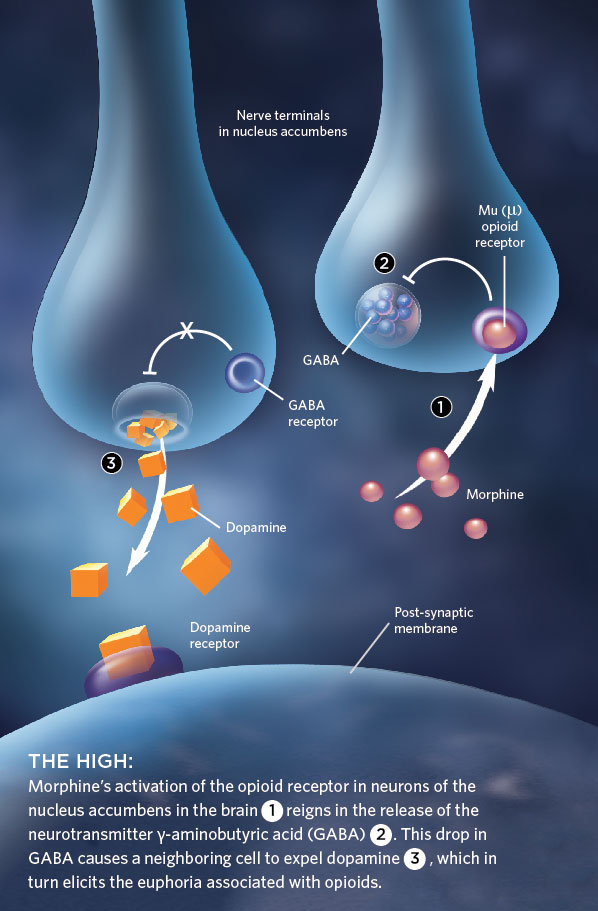 Nerve terminals
in nucleus accumbens
Mu (μ)
opioid
receptor
2
GABA
X
GABA
receptor
1
3
Morphine
Dopamine
Post-synaptic
membrane
Dopamine
receptor
THE HIGH:
Morphine's activation of the opioid receptor in neurons of the
nucleus accumbens in the brain 1 reigns in the release of the
neurotransmitter γ-aminobutyric acid (GABA) 2. This drop in
GABA causes a neighboring cell to expel dopamine 3, which in
turn elicits the euphoria associated with opioids.